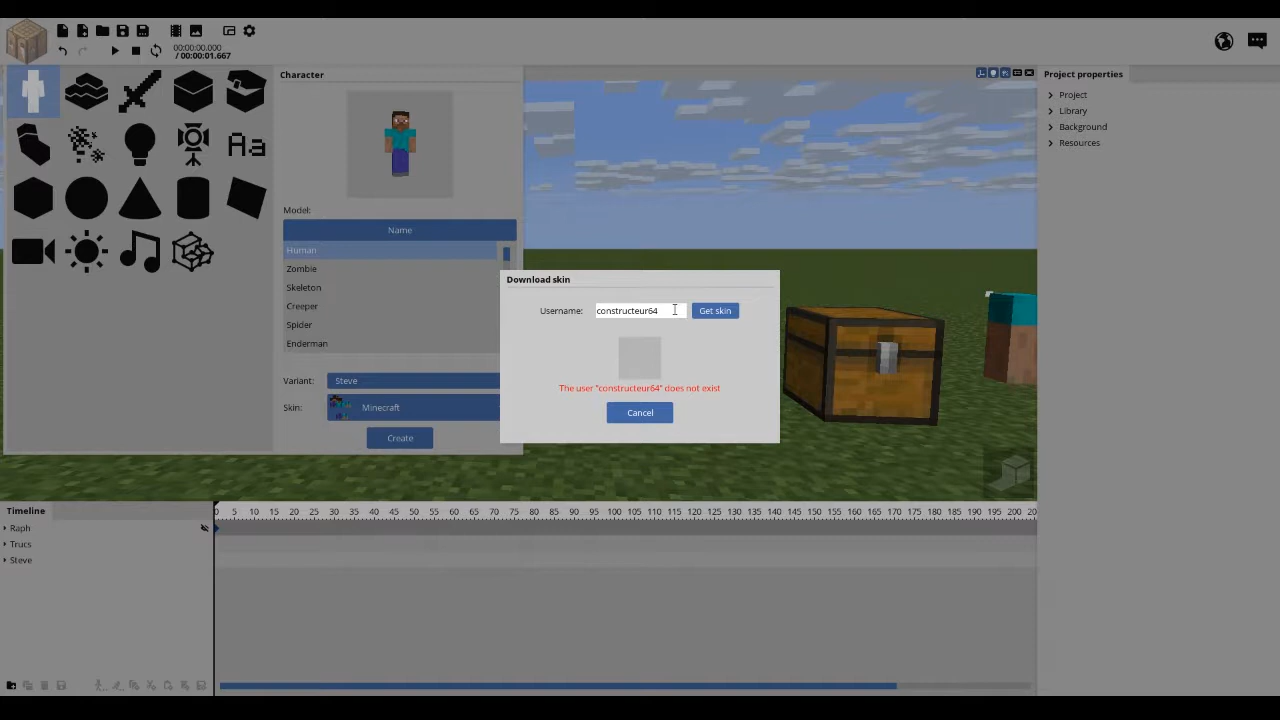 00:00:00.000
/ 00:00:01.667
Aa
Character
Model:
Name
Human
Zombie
Skeleton
Creeper
Spider
Enderman
Variant:
Steve
Skin:
Minecraft
Create
Download skin
Username:
constructeur64
Get skin
The user "constructeur64" does not exist
Cancel
Project properties
Project
Library
Background
Resources
Timeline
0 5 10 15 20 25 30 35 40 45 50 55 60 65 70 75 80 85 90 95 100 105 110 115 120 125 130 135 140 145 150 155 160 165 170 175 180 185 190 195 200 20
Raph
Trucs
Steve